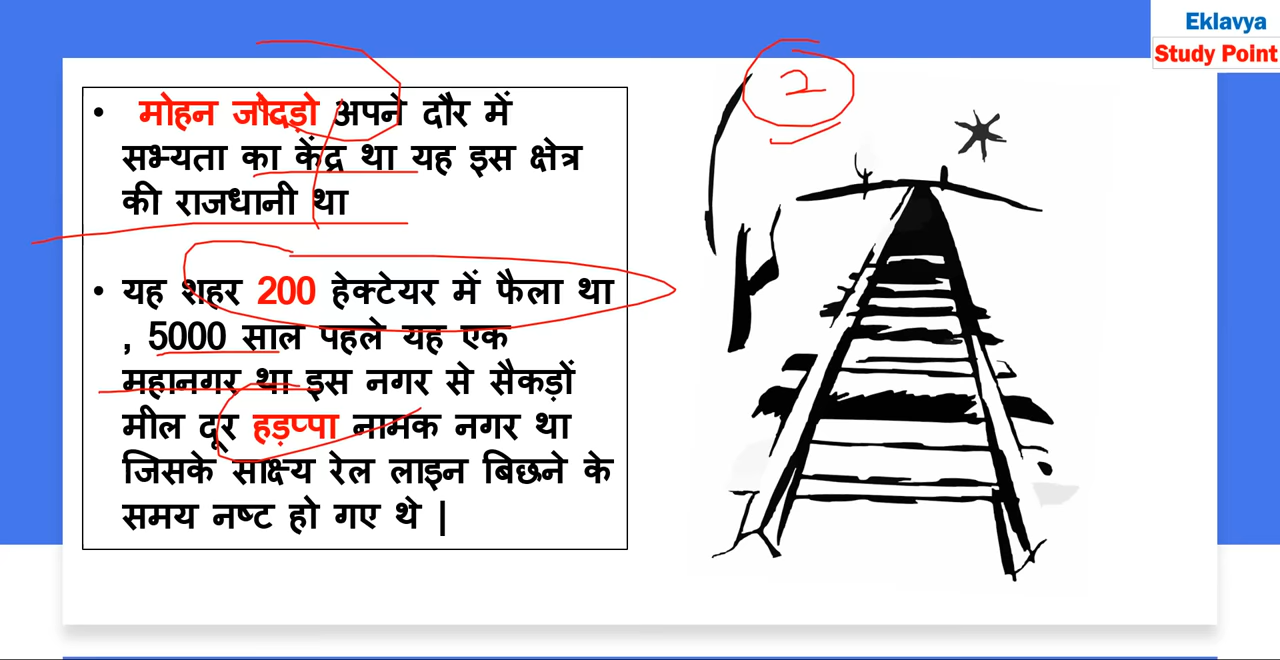 Eklavya
Study Point
2
• मोहन जोदड़ो अपने दौर में
सभ्यता का केंद्र था यह इस क्षेत्र
की राजधानी था
• यह शहर 200 हेक्टेयर में फैला था
, 5000 साल पहले यह एक
महानगर था इस नगर से सैकड़ों
मील दूर हड़प्पा नामक नगर था
जिसके साक्ष्य रेल लाइन बिछने के
समय नष्ट हो गए थे |